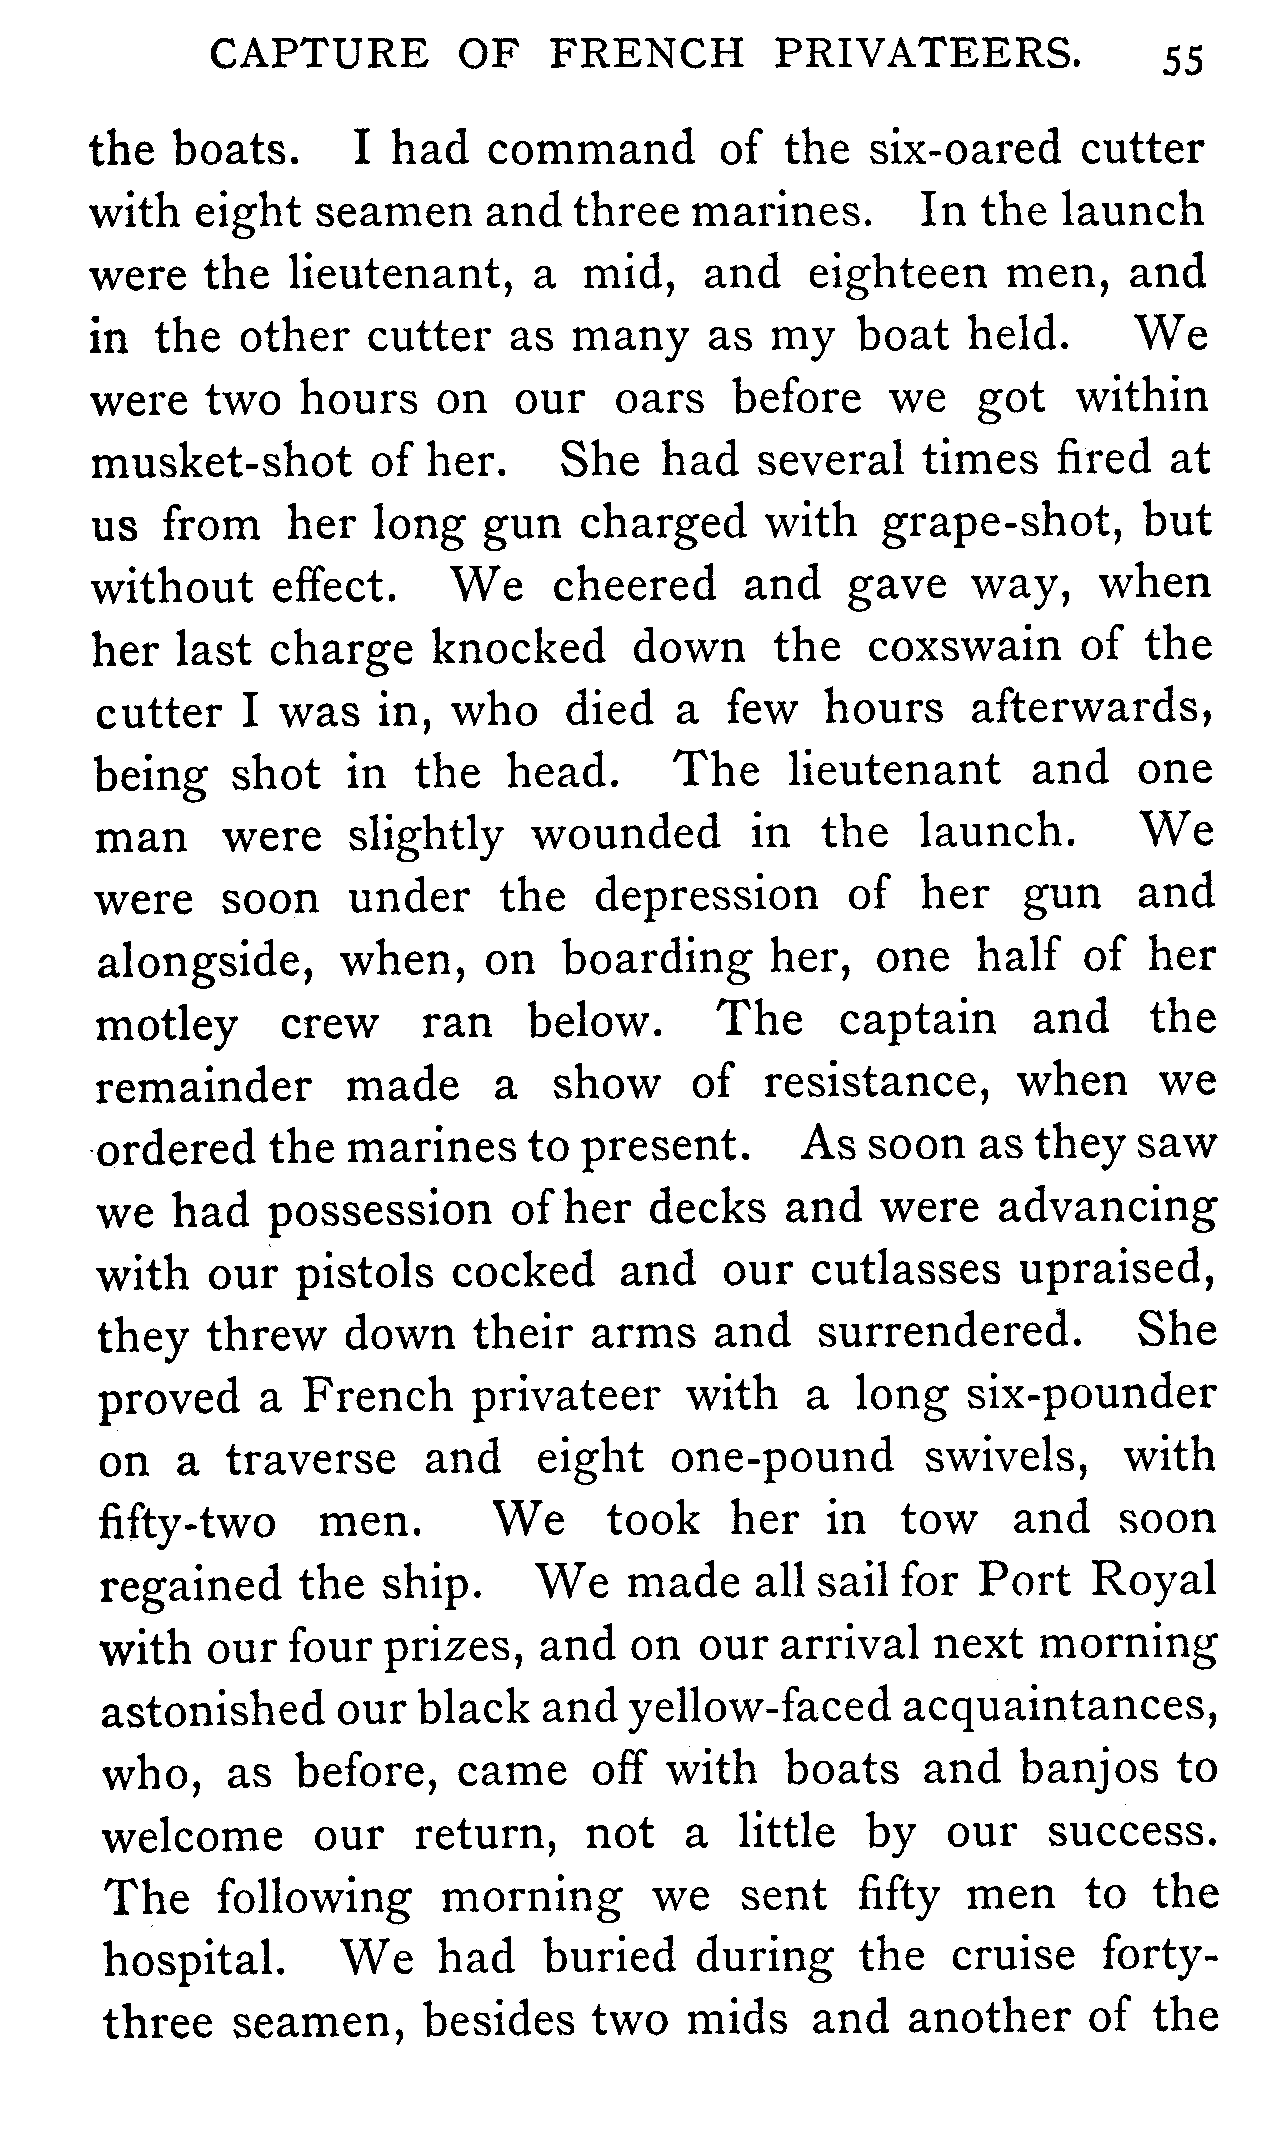 CAPTURE OF FRENCH PRIVATEERS. 55
the boats. I had command of the six-oared cutter
with eight seamen and three marines. In the launch
were the lieutenant, a mid, and eighteen men, and
in the other cutter as many as my boat held. We
were two hours on our oars before we got within
musket-shot of her. She had several times fired at
us from her long gun charged with grape-shot, but
without effect. We cheered and gave way, when
her last charge knocked down the coxswain of the
cutter I was in, who died a few hours afterwards,
being shot in the head. The lieutenant and one
man were slightly wounded in the launch. We
were soon under the depression of her gun and
alongside, when, on boarding her, one half of her
motley crew ran below. The captain and the
remainder made a show of resistance, when we
ordered the marines to present. As soon as they saw
we had possession of her decks and were advancing
with our pistols cocked and our cutlasses upraised,
they threw down their arms and surrendered. She
proved a French privateer with a long six-pounder
on a traverse and eight one-pound swivels, with
fifty-two men. We took her in tow and soon
regained the ship. We made all sail for Port Royal
with our four prizes, and on our arrival next morning
astonished our black and yellow-faced acquaintances,
who, as before, came off with boats and banjos to
welcome our return, not a little by our success.
The following morning we sent fifty men to the
hospital. We had buried during the cruise forty-
three seamen, besides two mids and another of the